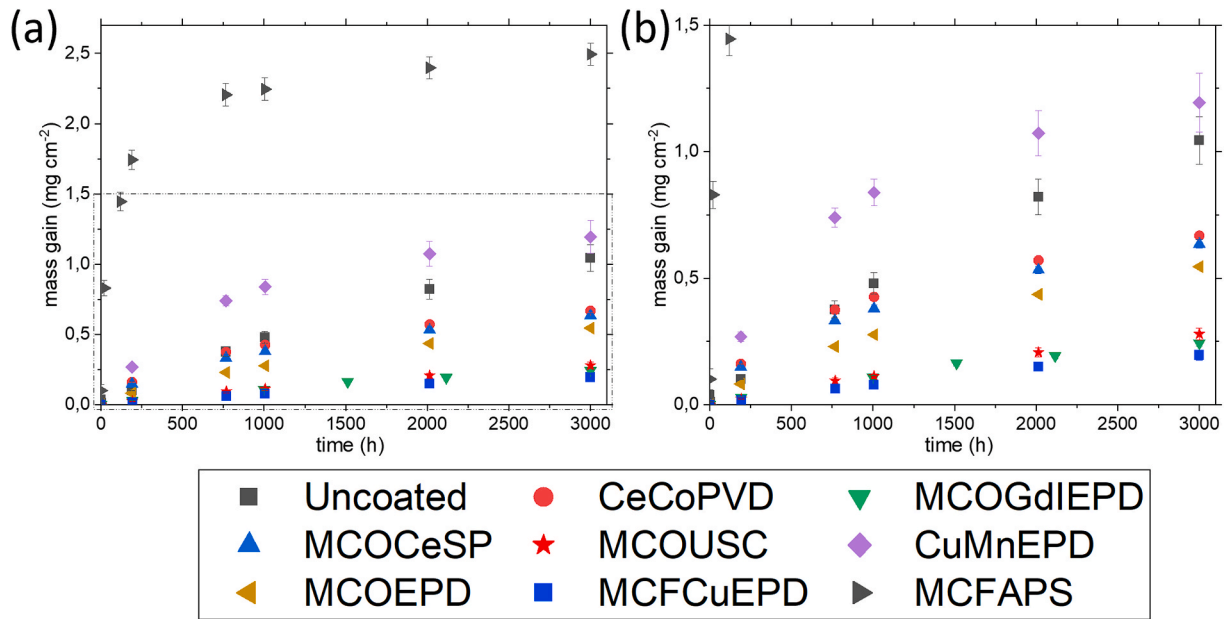 (a)
mass gain (mg cm-2)
2,5
2,0
1,5
1,0
0,5
0,0
0 500 1000 1500 2000 2500 3000
time (h)
(b)
mass gain (mg cm-2)
1,5
1,0
0,5
0,0
0 500 1000 1500 2000 2500 3000
time (h)
Uncoated CeCoPVD MCOGdIEPD
MCOCeSP MCOUSC CuMnEPD
MCOEPD MCFCuEPD MCFAPS